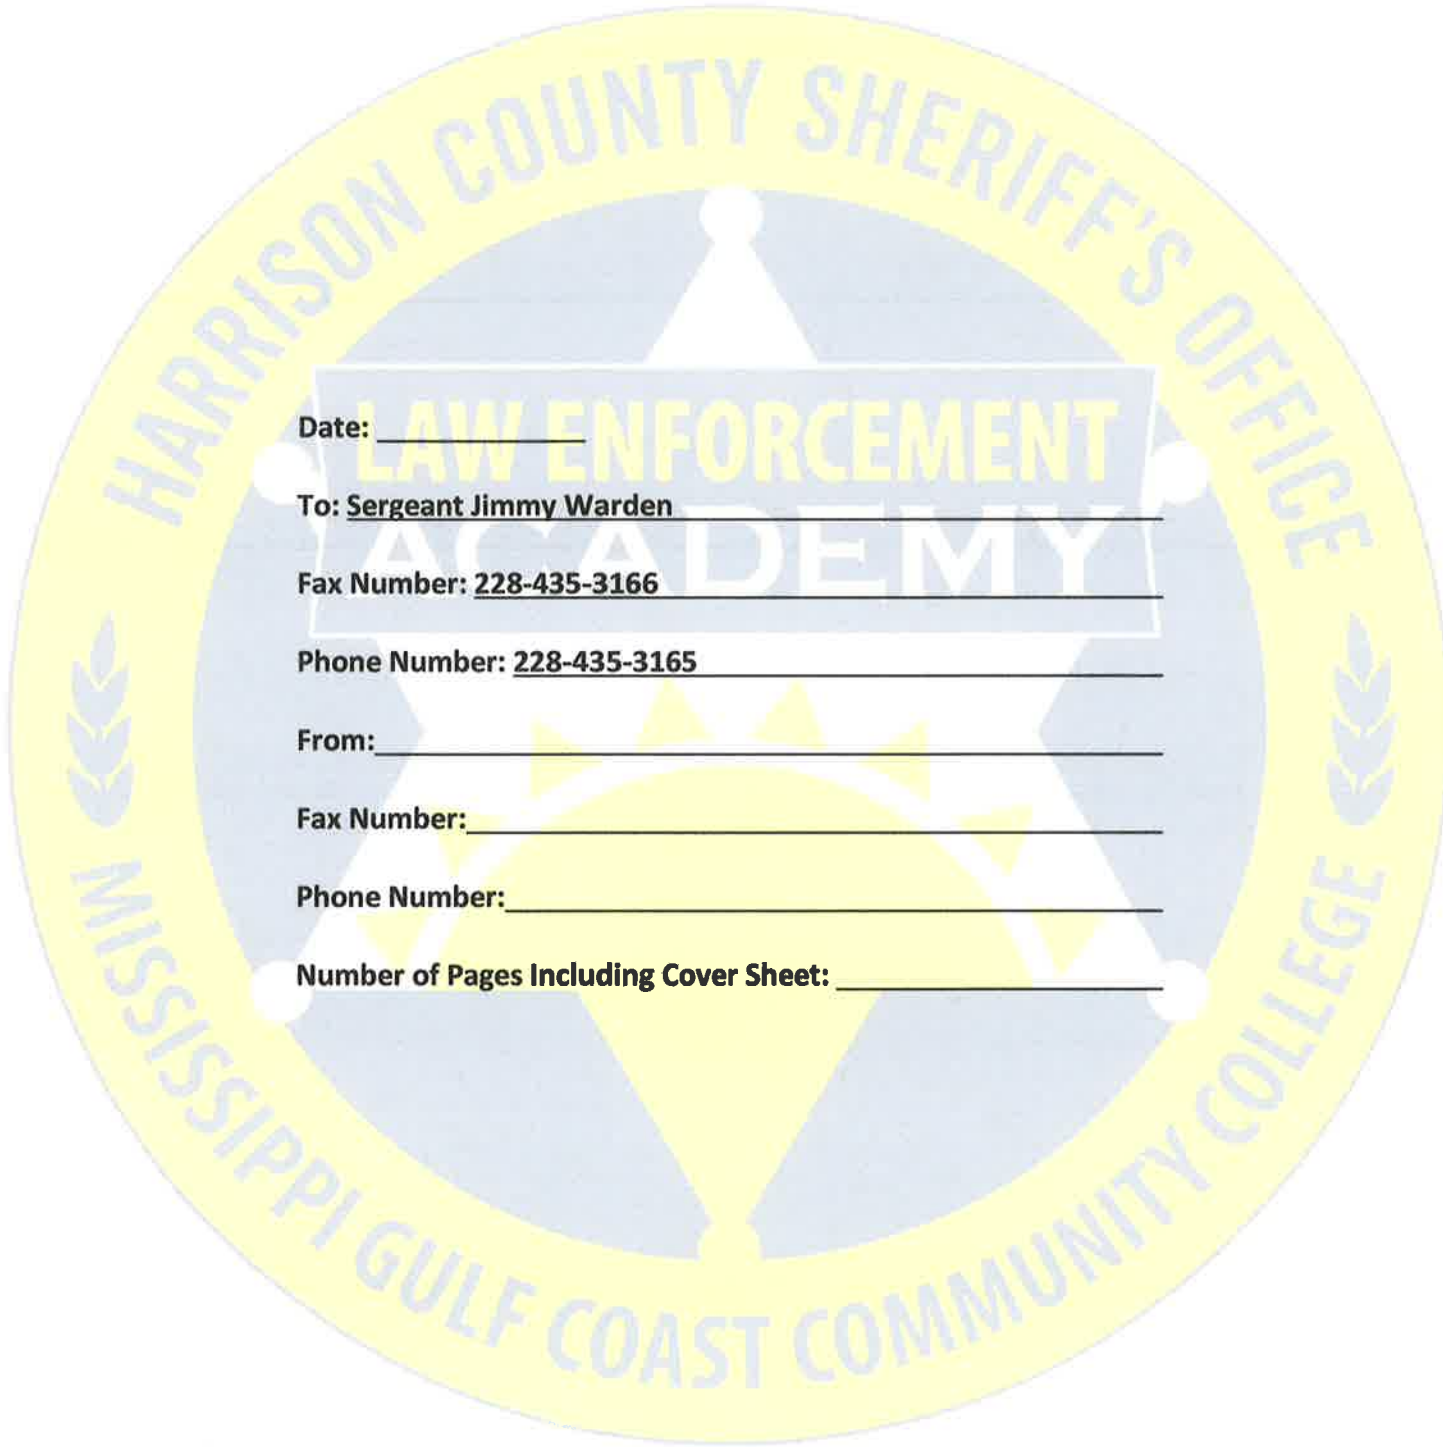 HARRISON COUNTY SHERIFF'S OFFICE
LAW ENFORCEMENT
ACADEMY
Date:
To: Sergeant Jimmy Warden
Fax Number: 228-435-3166
Phone Number: 228-435-3165
From:
Fax Number:
Phone Number:
Number of Pages Including Cover Sheet:
MISSISSIPPI GULF COAST COMMUNITY COLLEGE